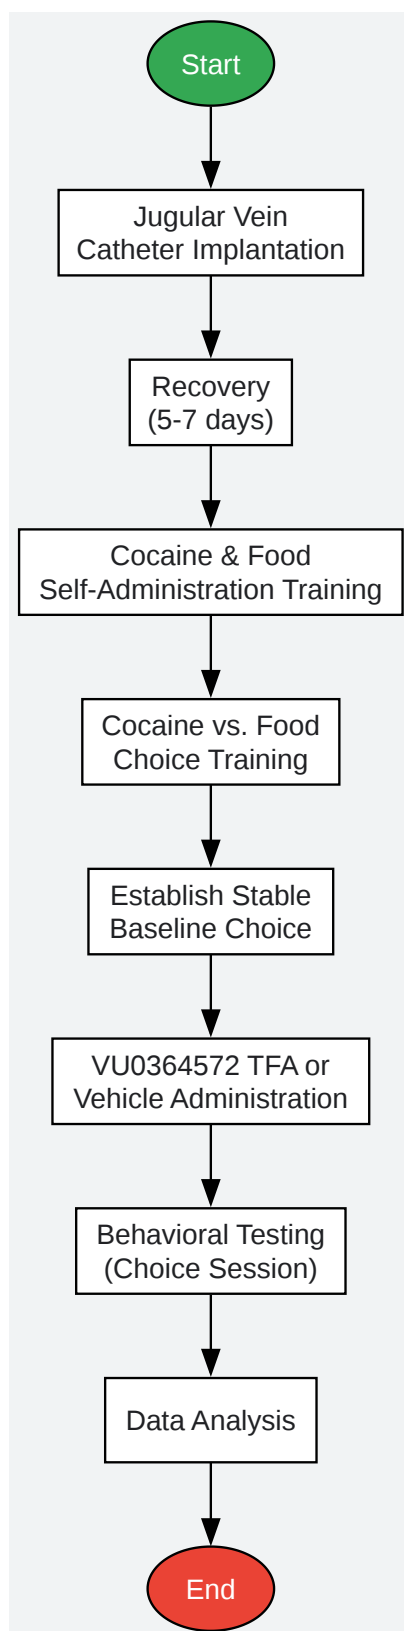 Start
Jugular Vein
Catheter Implantation
Recovery
(5-7 days)
Cocaine & Food
Self-Administration Training
Cocaine vs. Food
Choice Training
Establish Stable
Baseline Choice
VU0364572 TFA or
Vehicle Administration
Behavioral Testing
(Choice Session)
Data Analysis
End